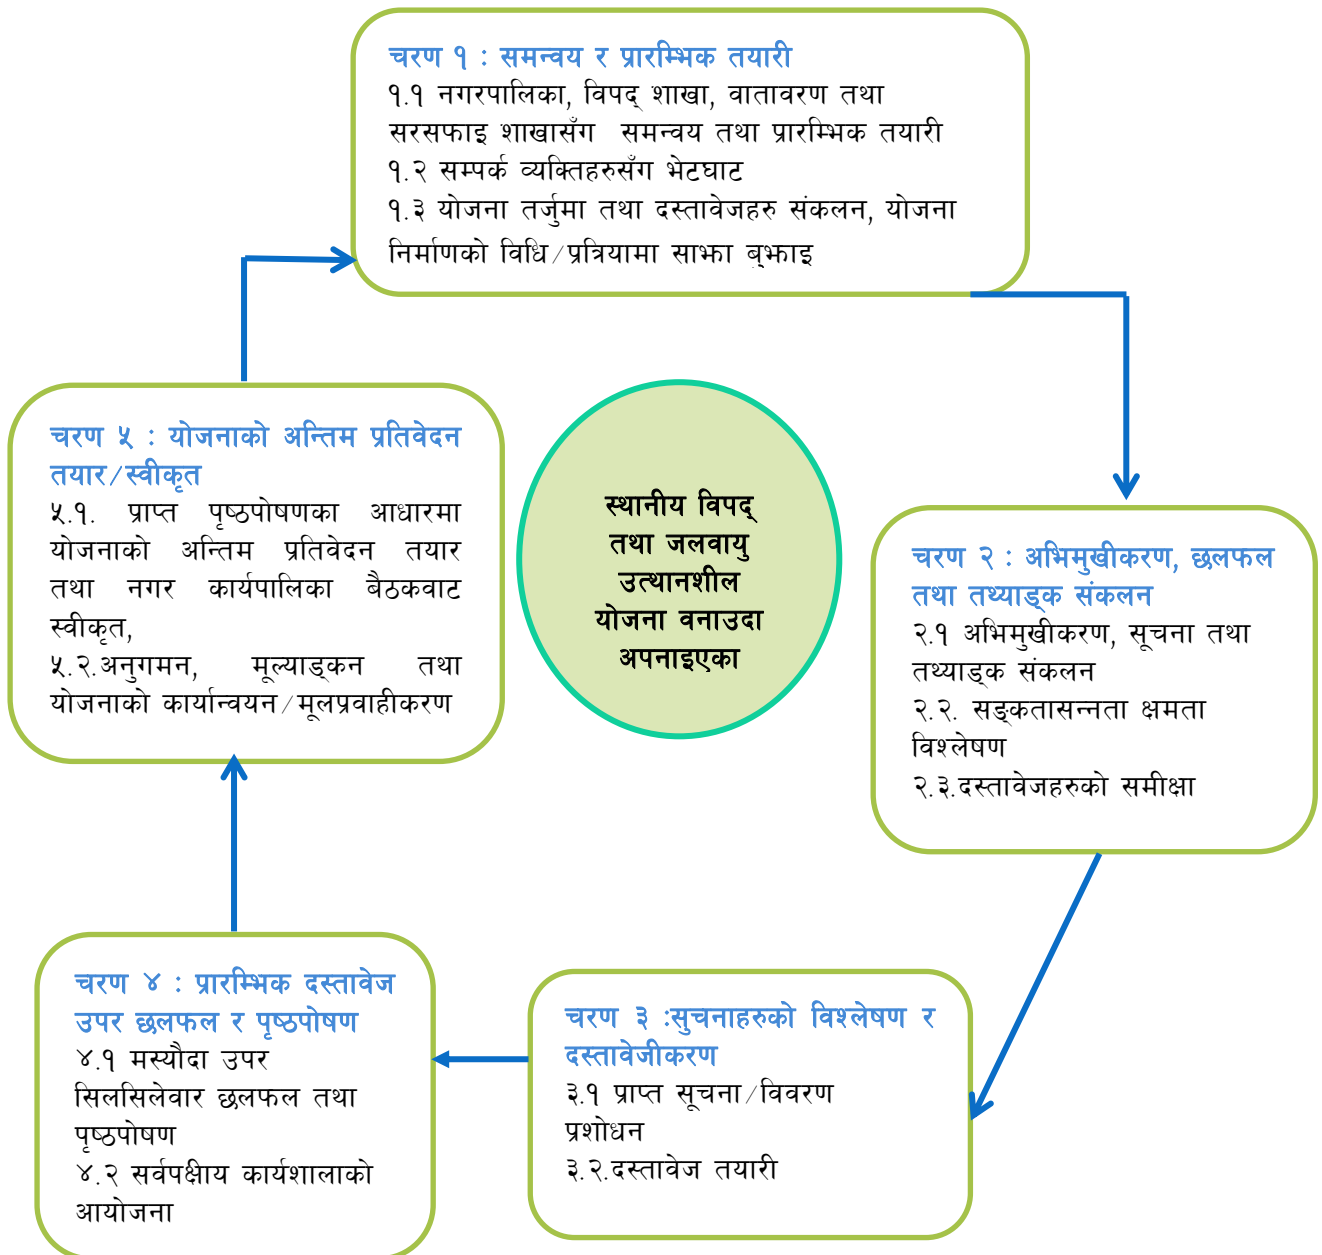 चरण १ : समन्वय र प्रारम्भिक तयारी
१.१ नगरपालिका, विपद् शाखा, वातावरण तथा
सरसफाइ शाखासँग समन्वय तथा प्रारम्भिक तयारी
१.२ सम्पर्क व्यक्तिहरुसँग भेटघाट
१.३ योजना तर्जुमा तथा दस्तावेजहरु संकलन, योजना
निर्माणको विधि/प्रत्रियामा साझा बुझाइ
चरण २ : अभिमुखीकरण, छलफल
तथा तथ्याङ्क संकलन
२.१ अभिमुखीकरण, सूचना तथा
तथ्याङ्क संकलन
२.२. सङ्कतासन्नता क्षमता
विश्लेषण
२.३.दस्तावेजहरुको समीक्षा
चरण ३ :सुचनाहरुको विश्लेषण र
दस्तावेजीकरण
३.१ प्राप्त सूचना/विवरण
प्रशोधन
३.२.दस्तावेज तयारी
चरण ४ : प्रारम्भिक दस्तावेज
उपर छलफल र पृष्ठपोषण
४.१ मस्यौदा उपर
सिलसिलेवार छलफल तथा
पृष्ठपोषण
४.२ सर्वपक्षीय कार्यशालाको
आयोजना
चरण ५ : योजनाको अन्तिम प्रतिवेदन
तयार/स्वीकृत
५.१. प्राप्त पृष्ठपोषणका आधारमा
योजनाको अन्तिम प्रतिवेदन तयार
तथा नगर कार्यपालिका बैठकवाट
स्वीकृत,
५.२.अनुगमन, मूल्याङ्कन तथा
योजनाको कार्यान्वयन/मूलप्रवाहीकरण
स्थानीय विपद्
तथा जलवायु
उत्थानशील
योजना वनाउदा
अपनाइएका